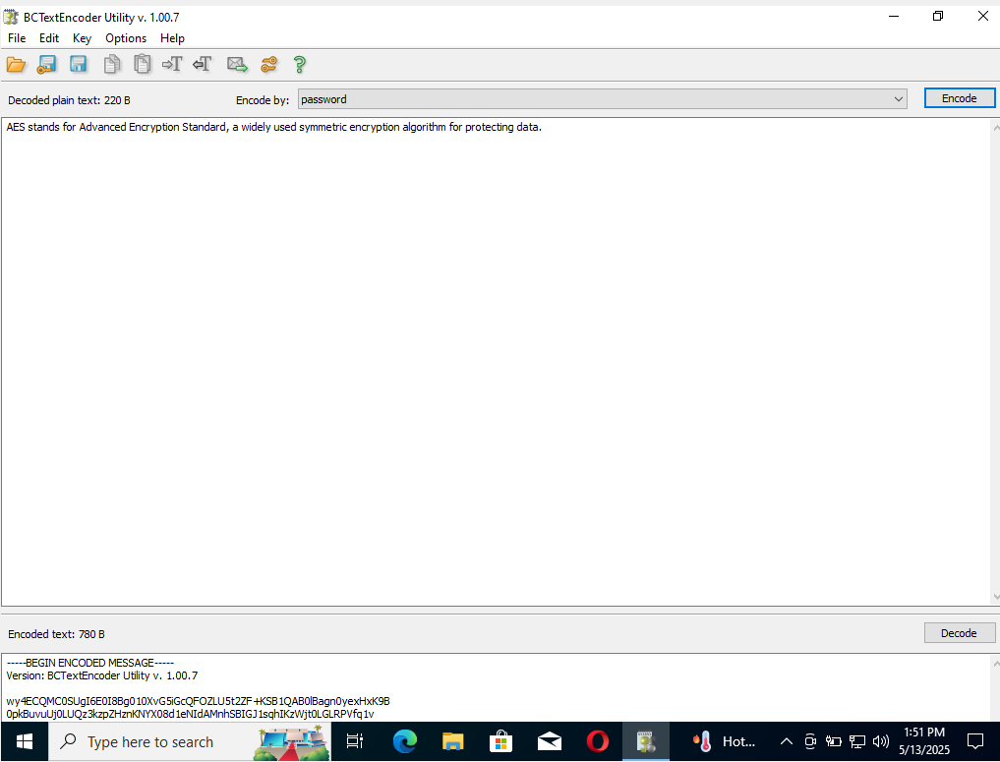 BCTextEncoder Utility v. 1.00.7
File Edit Key Options Help
Decoded plain text: 220 B
Encode by: password
Encode
AES stands for Advanced Encryption Standard, a widely used symmetric encryption algorithm for protecting data.
Encoded text: 780 B
Decode
-----BEGIN ENCODED MESSAGE-----
Version: BCTextEncoder Utility v. 1.00.7
wy4ECQMC0SUgI6E0I8Bg010XvG5iGcQFOZLU5t2ZF+KSB1QAB0lBagn0yexHxK9B
0pkBuvuUj0LUQz3kzpZHznKNYX08d1eNIdAMnhSBIGJ1sqhIKzWjt0LGLRPVfq1v
Type here to search
Hot...
1:51 PM
5/13/2025